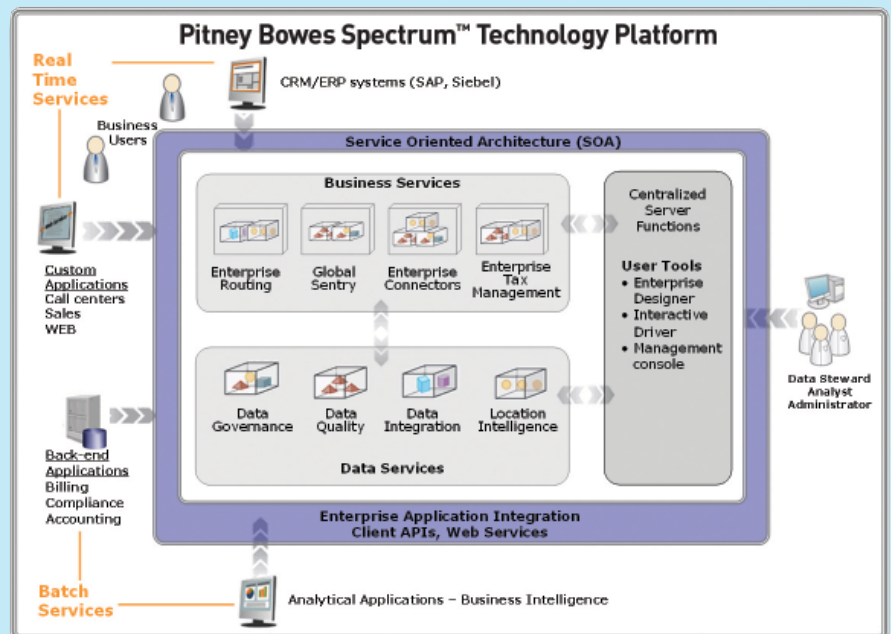 Pitney Bowes Spectrum™ Technology Platform
Real
Time
Services
CRM/ERP systems (SAP, Siebel)
Business
Users
Service Oriented Architecture (SOA)
Business Services
Enterprise
Routing
Global
Sentry
Enterprise
Connectors
Enterprise
Tax
Management
Centralized
Server
Functions
User Tools
• Enterprise
Designer
• Interactive
Driver
• Management
console
Custom
Applications
Call centers
Sales
WEB
Data
Governance
Data
Quality
Data
Integration
Location
Intelligence
Data Services
Data Steward
Analyst
Administrator
Back-end
Applications
Billing
Compliance
Accounting
Enterprise Application Integration
Client APIs, Web Services
Batch
Services
Analytical Applications – Business Intelligence